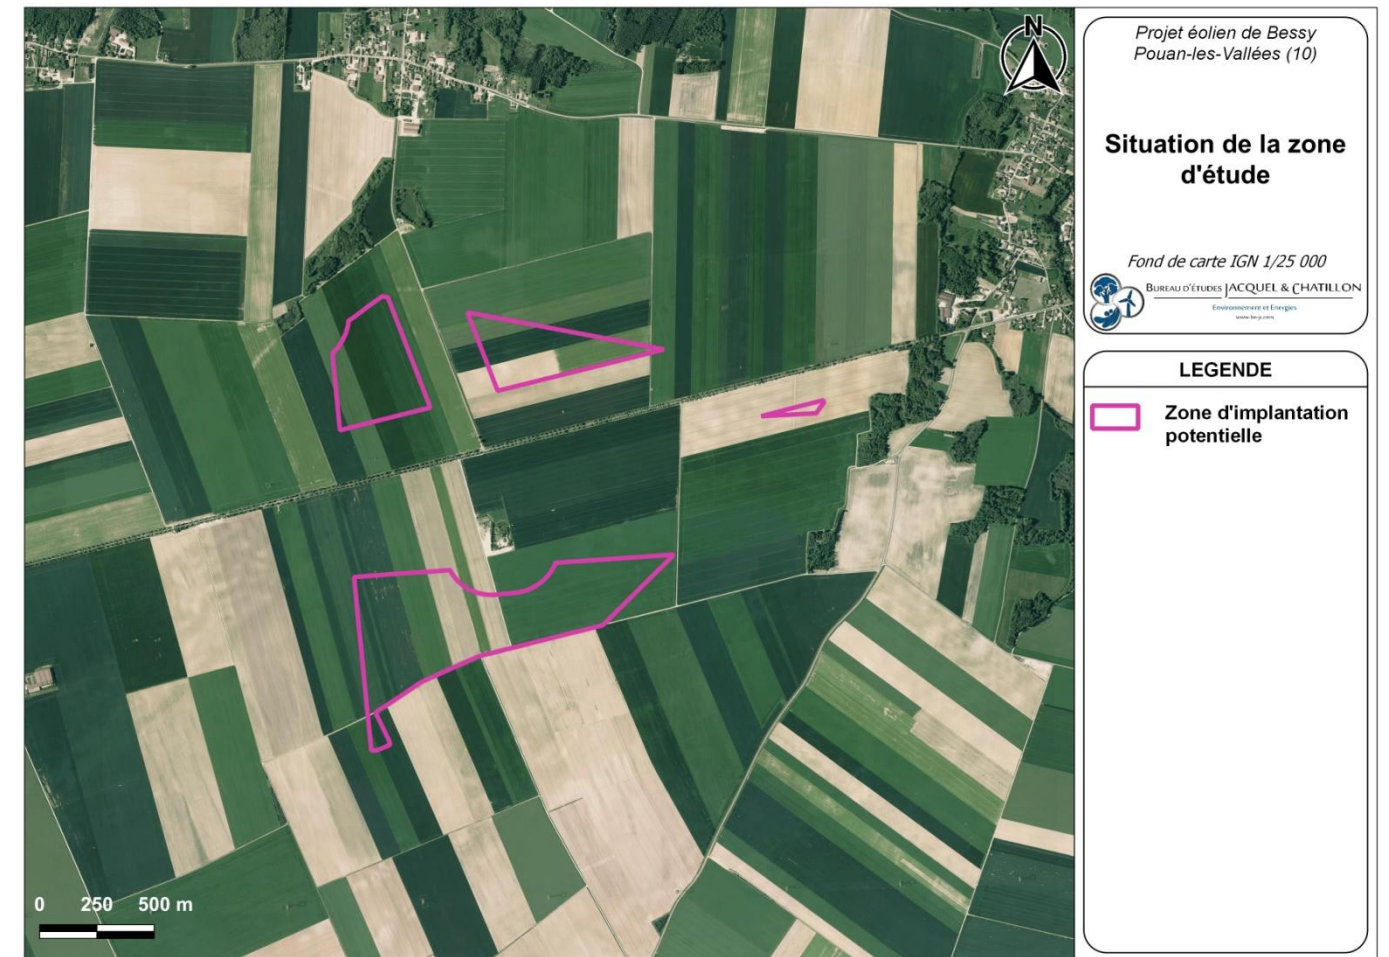 Projet éolien de Bessy
Pouan-les-Vallées (10)
Situation de la zone
d'étude
Fond de carte IGN 1/25 000
BUREAU D'ÉTUDES JACQUEL & CHATILLON
Environnement et Energies
LEGENDE
Zone d'implantation
potentielle
N
0 250 500 m